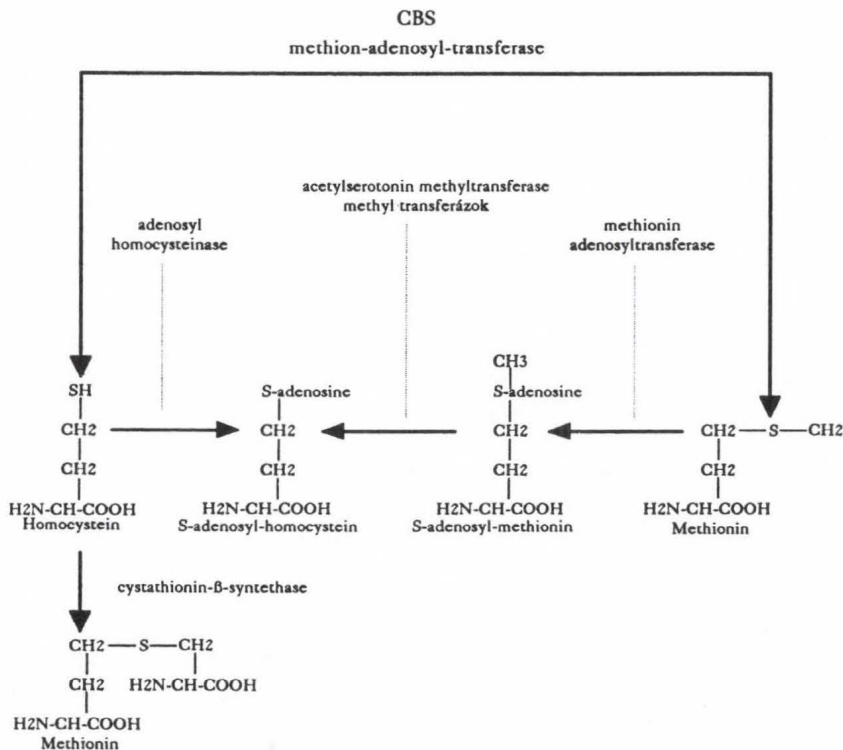 CBS
methion-adenosyl-transferase
acetylserotonin methyltransferase
methyl transferázok
adenosyl
homocysteinase
methionin
adenosyltransferase
CH3
SH
S-adenosine
S-adenosine
CH2
CH2
CH2
CH2 S CH2
CH2
CH2
CH2
CH2
H2N-CH-COOH
H2N-CH-COOH
H2N-CH-COOH
H2N-CH-COOH
Homocystein
S-adenosyl-homocystein
S-adenosyl-methionin
Methionin
cystathionin-ß-syntethase
CH2 S CH2
CH2 H2N-CH-COOH
H2N-CH-COOH
Methionin